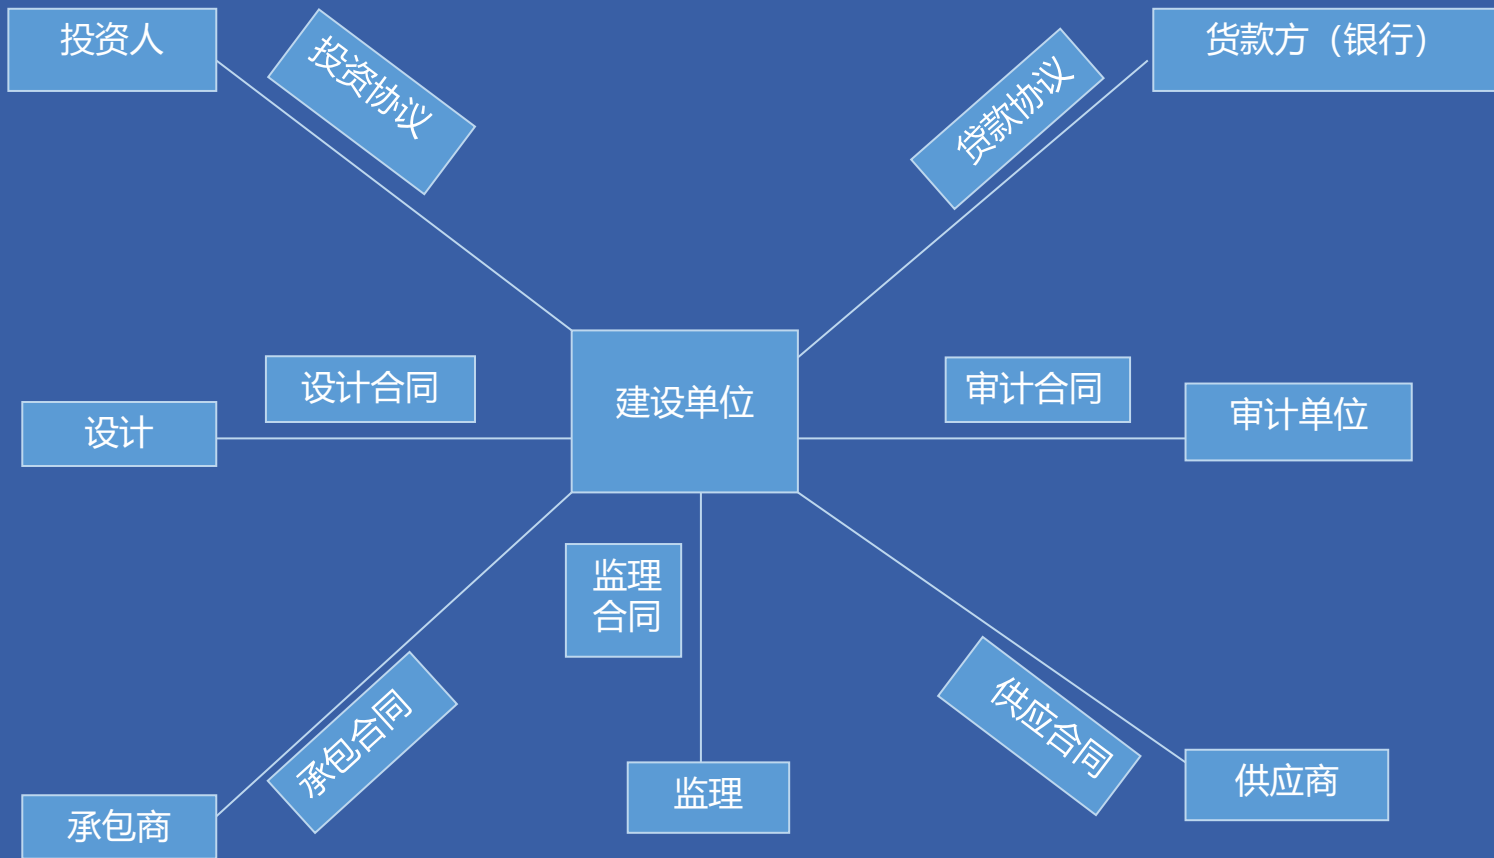 投资人
投资协议
贷款协议
货款方（银行）
设计合同
设计
建设单位
审计合同
审计单位
监理
合同
承包合同
承包商
监理
供应合同
供应商